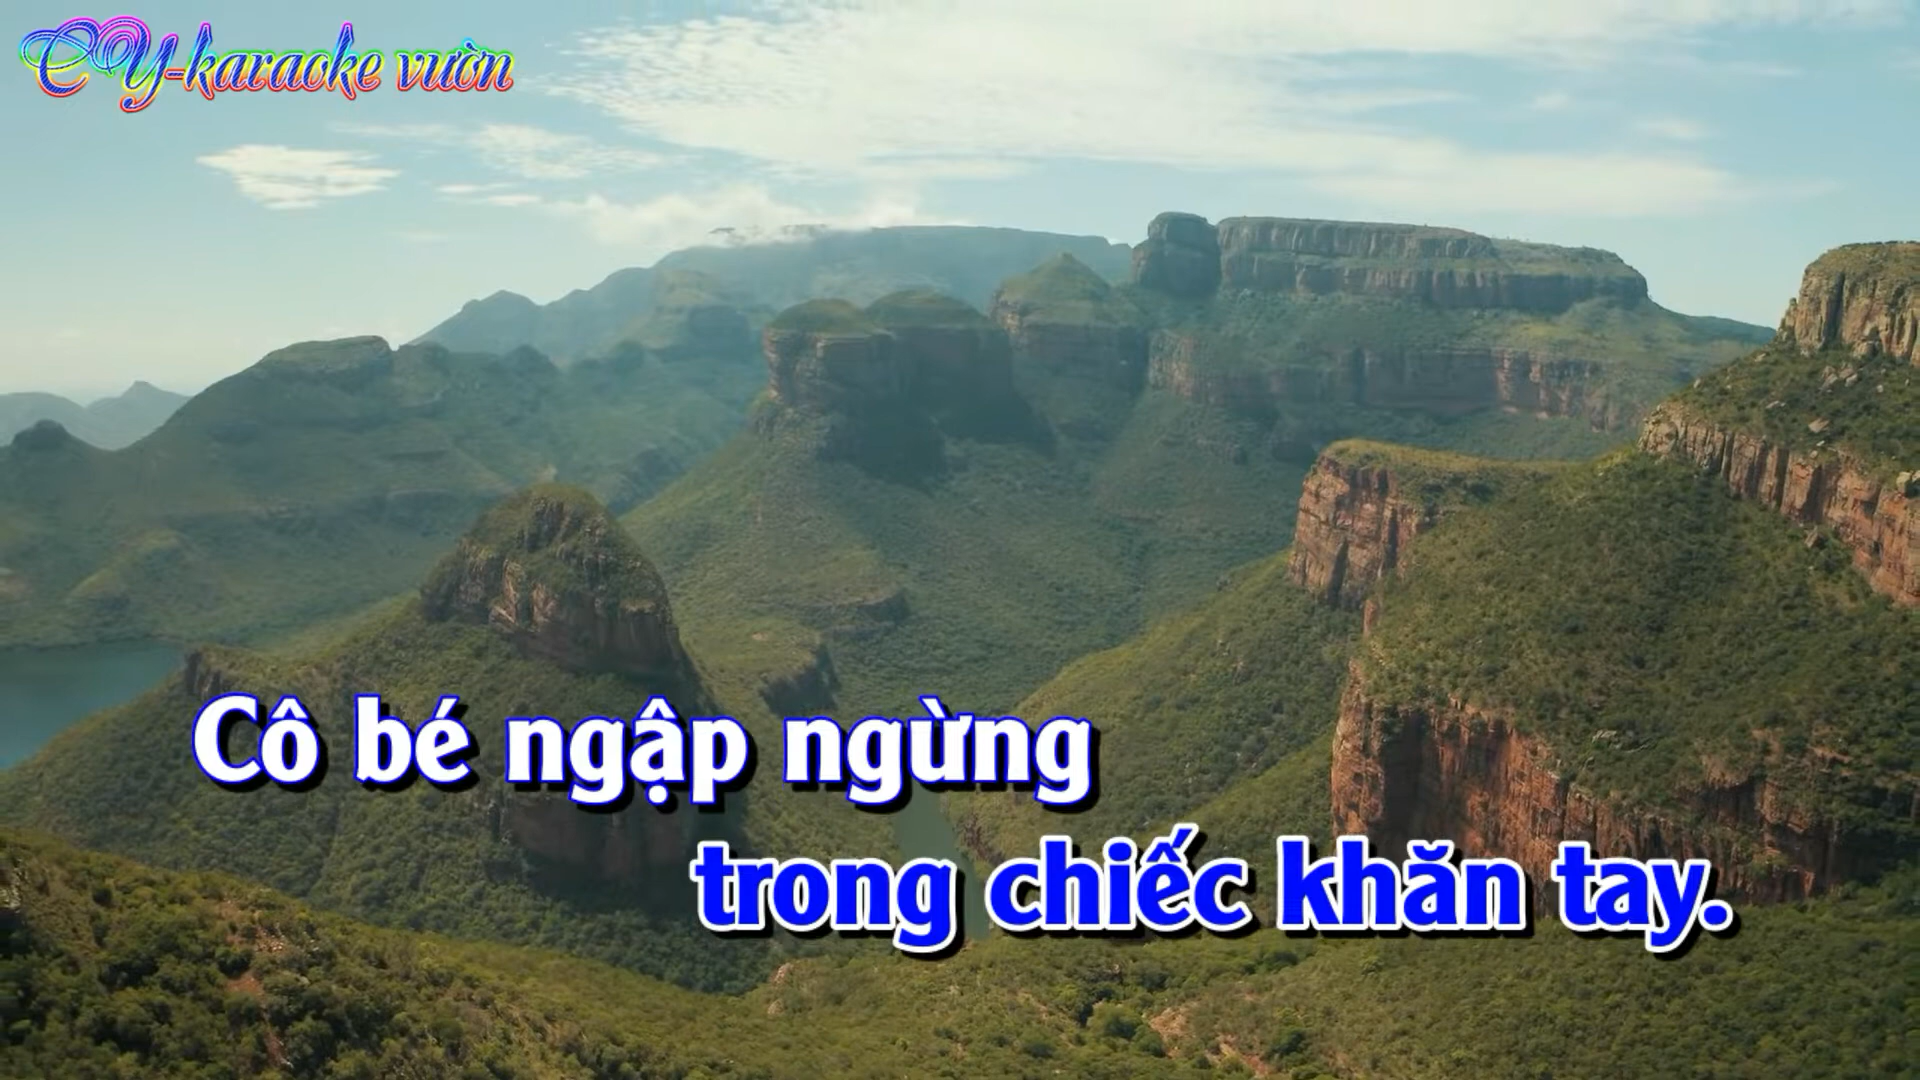 CY-karaoke vườn
Cô bé ngập ngừng
trong chiếc khăn tay.